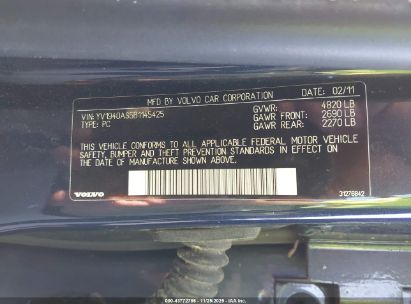 MFD BY VOLVO CAR CORPORATION DATE: 02/11
VIN: YV1940AS5B1145425 GVWR: 4820 LB
TYPE: PC GAWR FRONT: 2690 LB
GAWR REAR: 2270 LB
THIS VEHICLE CONFORMS TO ALL APPLICABLE FEDERAL MOTOR VEHICLE
SAFETY, BUMPER AND THEFT PREVENTION STANDARDS IN EFFECT ON
THE DATE OF MANUFACTURE SHOWN ABOVE.
VOLVO 31276842